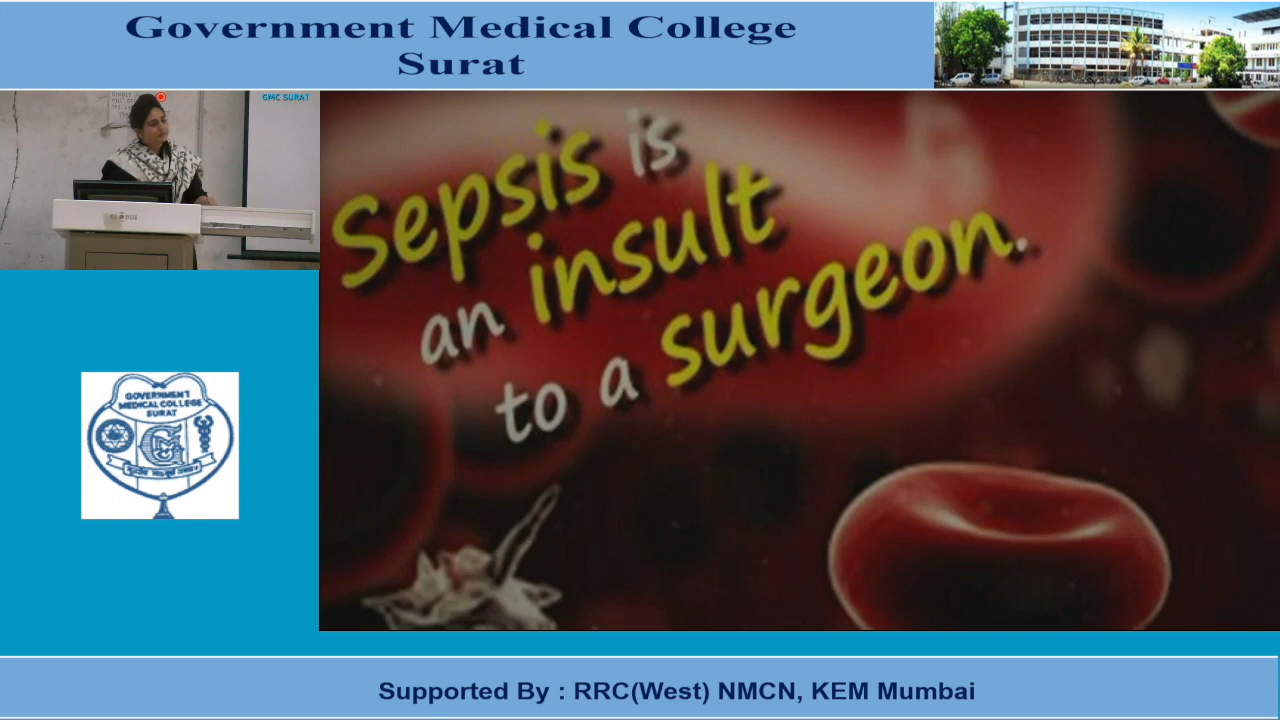 Government Medical College
Surat
GMC SURAT
Sepsis is
an insult
to a surgeon.
GOVERNMENT
MEDICAL COLLEGE
SURAT
Supported By : RRC(West) NMCN, KEM Mumbai